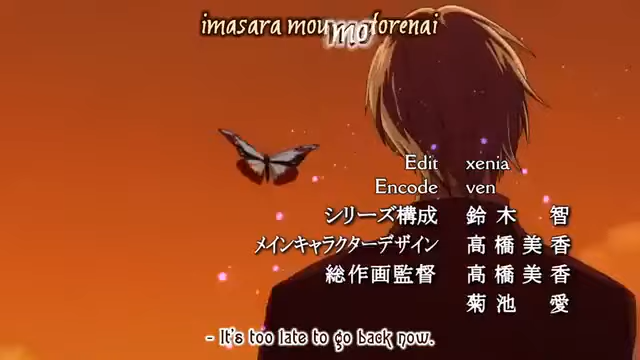 imasara mou modorenai
Edit xenia
Encode ven
シリーズ構成 鈴木 智
メインキャラクターデザイン 髙橋美香
総作画監督 髙橋美香
菊池 愛
- It's too late to go back now.